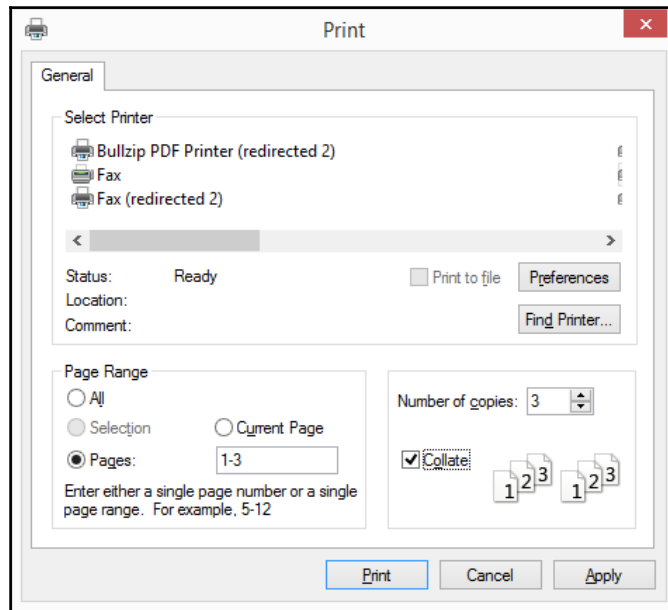 Print
General
Select Printer
Bullzip PDF Printer (redirected 2)
Fax
Fax (redirected 2)
Status: Ready
Print to file
Preferences
Location:
Comment:
Find Printer...
Page Range
All
Selection
Current Page
Pages: 1-3
Enter either a single page number or a single
page range. For example, 5-12
Number of copies: 3
Collate
1 2 3 1 2 3
Print Cancel Apply